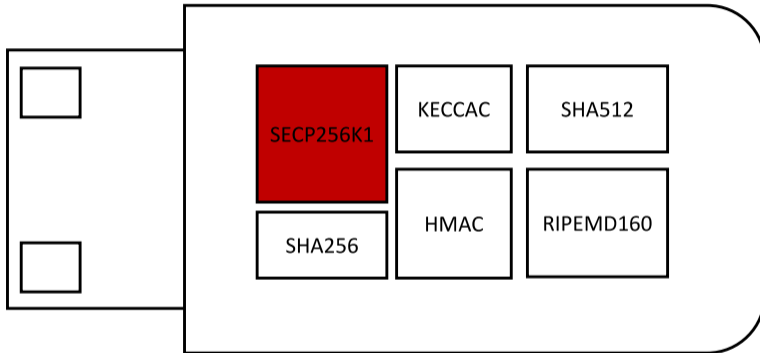 SECP256K1
KECCAC
SHA512
SHA256
HMAC
RIPEMD160